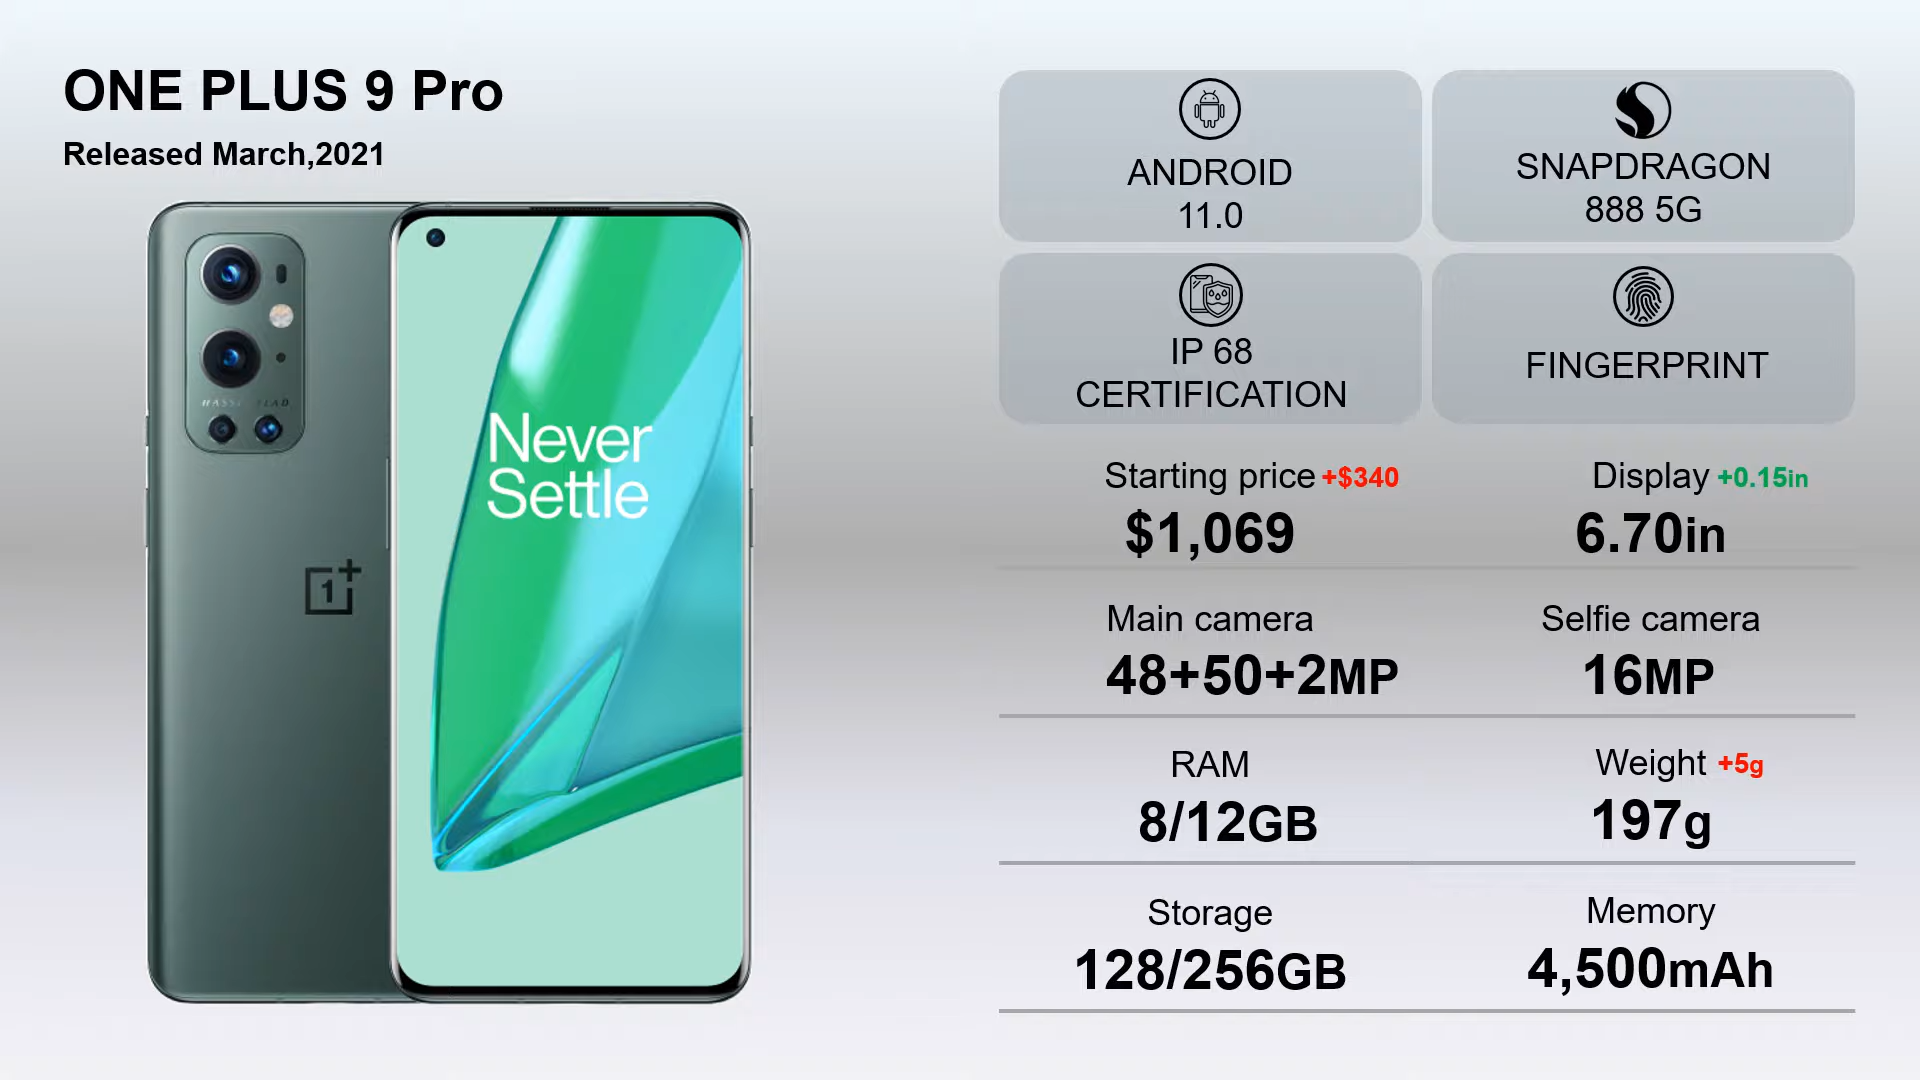 ONE PLUS 9 Pro
Released March,2021
HASSELBLAD
Never
Settle
1+
ANDROID
11.0
SNAPDRAGON
888 5G
IP 68
CERTIFICATION
FINGERPRINT
Starting price +$340
$1,069
Display +0.15in
6.70in
Main camera
48+50+2MP
Selfie camera
16MP
RAM
8/12GB
Weight +5g
197g
Storage
128/256GB
Memory
4,500mAh